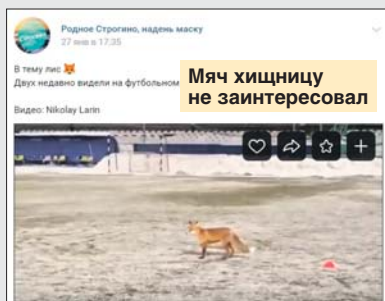 Родное Строгино, надень маску
27 янв в 17.35
В тему лис 🦊
Двух недавно видели на футбольном
Видео: Nikolay Larin
Мяч хищницу
не заинтересовал